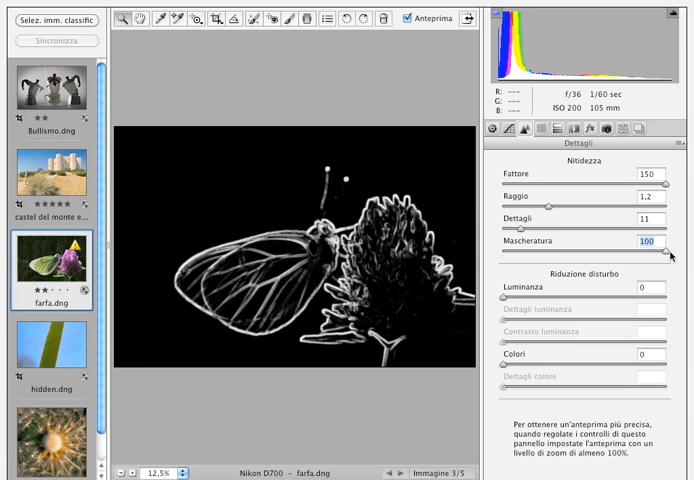 Selez. imm. classific
Sincronizza
Bullismo.dng
castel del monte e...
farfa.dng
hidden.dng
Anteprima
12,5%
Nikon D700 - farfa.dng
Immagine 3/5
R: ---
G: ---
B: ---
f/36 1/60 sec
ISO 200 105 mm
fx
Dettagli
Nitidezza
Fattore 150
Raggio 1,2
Dettagli 11
Mascheratura 100
Riduzione disturbo
Luminanza 0
Dettagli luminanza
Contrasto luminanza
Colori 0
Dettagli colore
Per ottenere un'anteprima più precisa,
quando regolate i controlli di questo
pannello impostate l'anteprima con un
livello di zoom di almeno 100%.